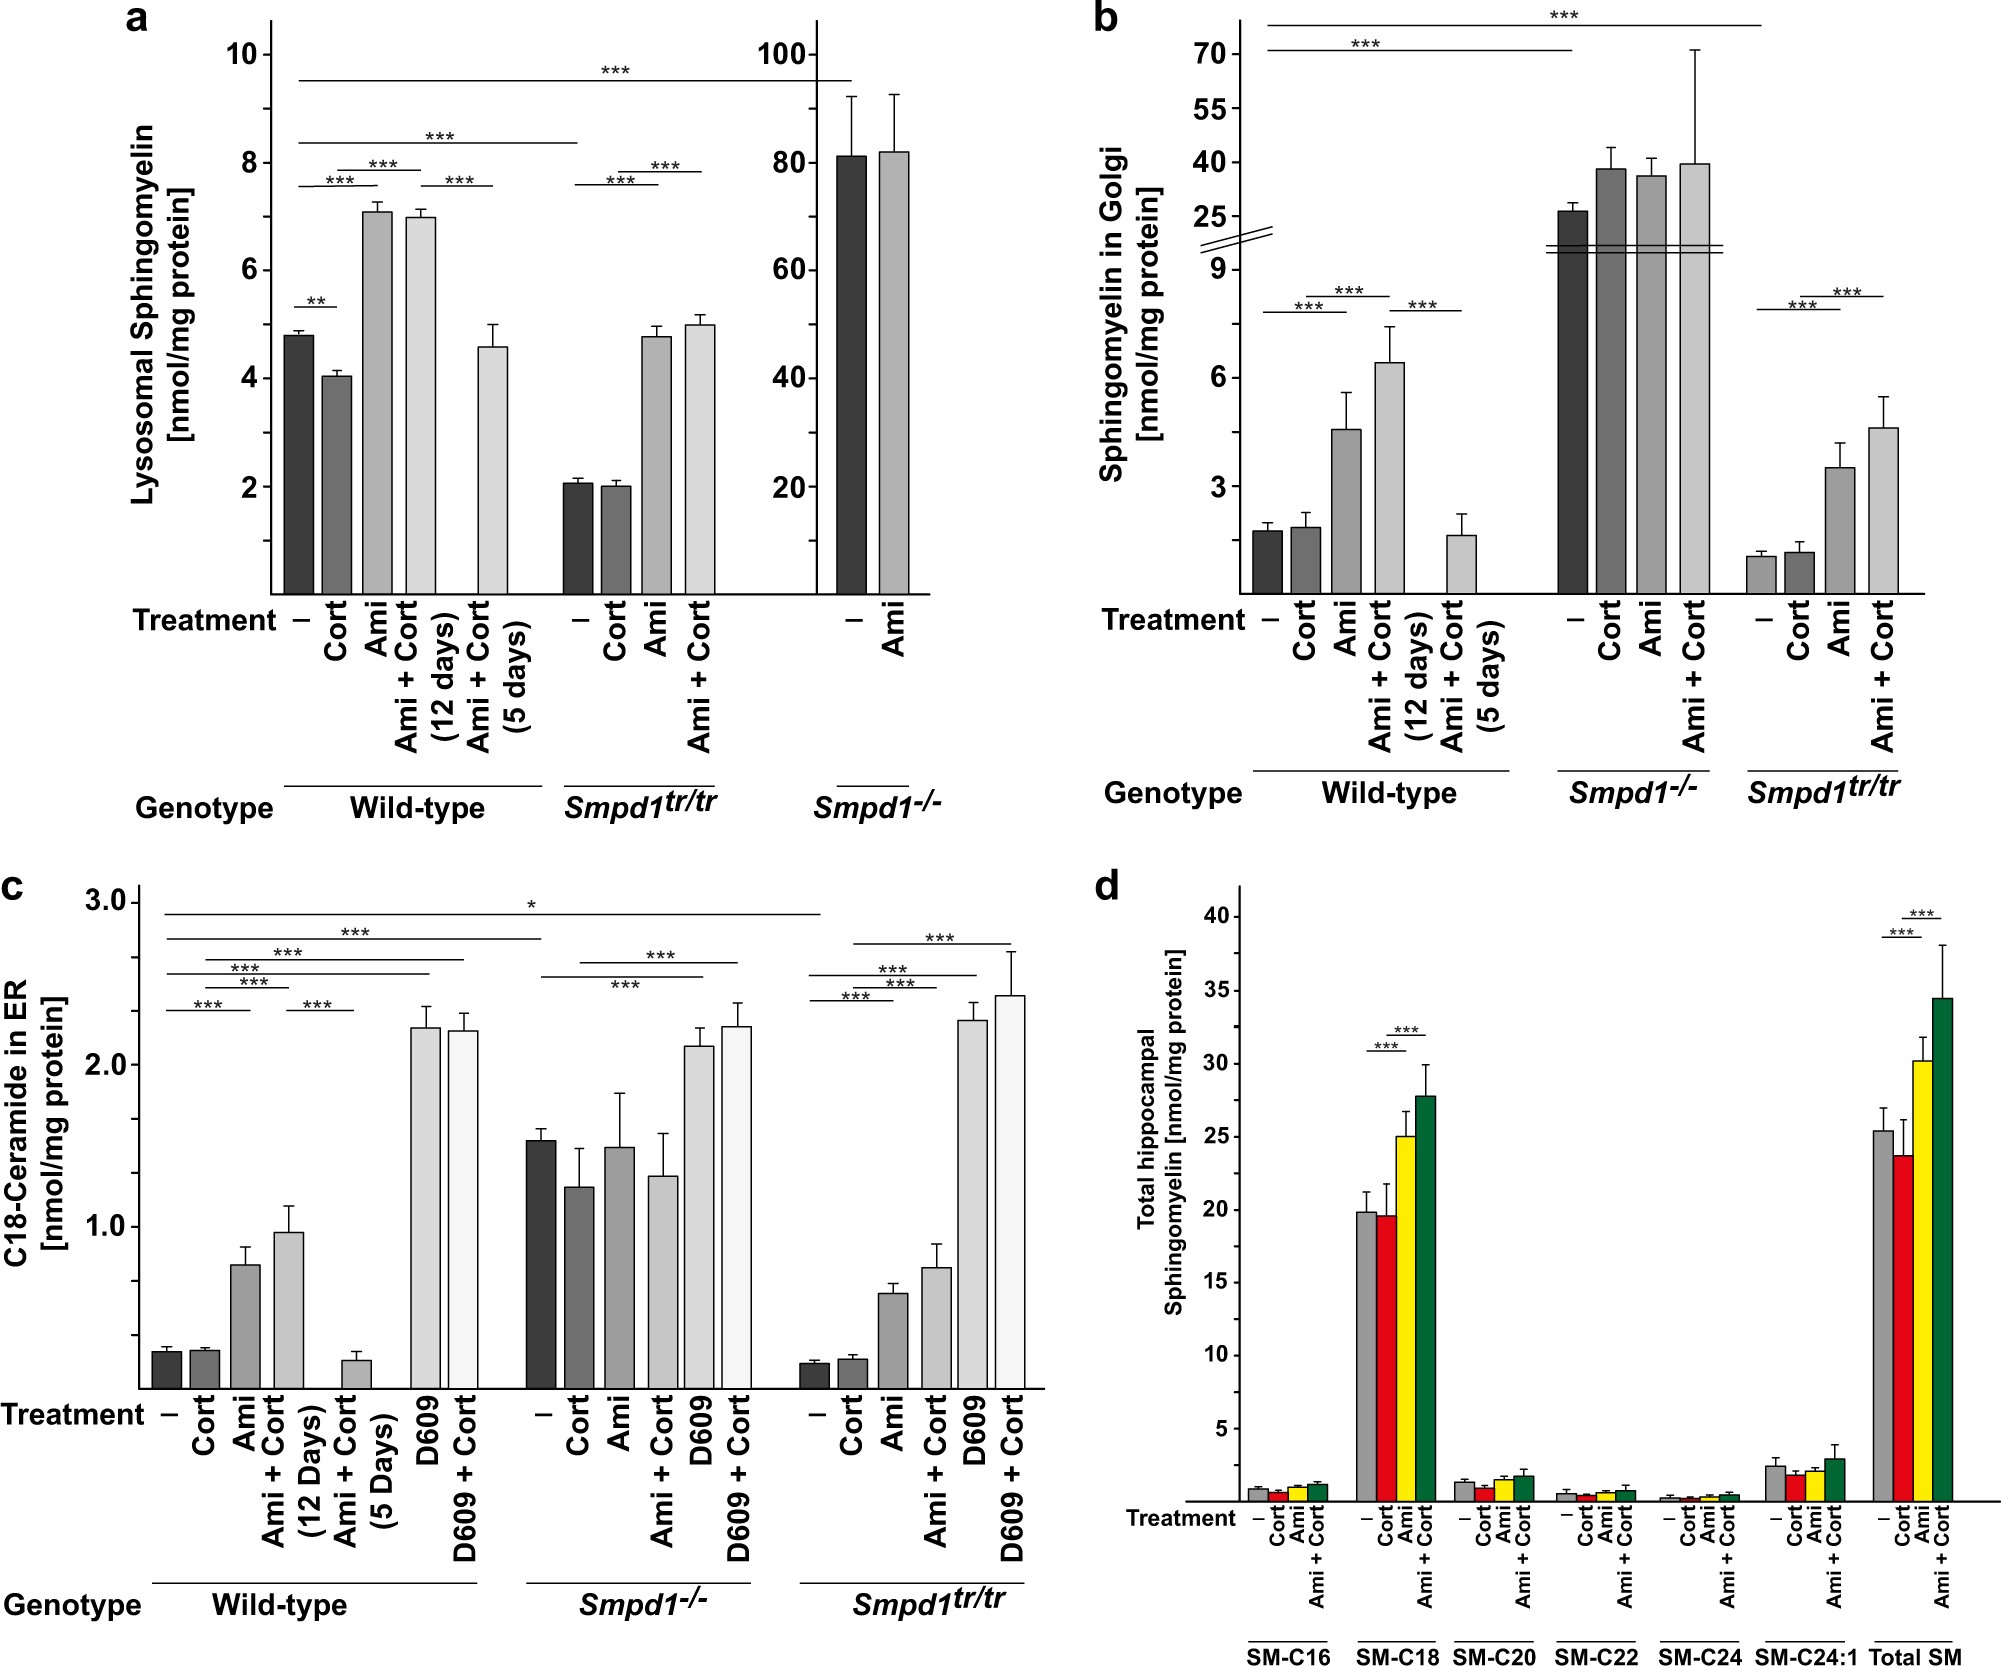 a
Lysosomal Sphingomyelin
[nmol/mg protein]
10
8
6
4
2
100
80
60
40
20
***
***
***
***
***
**
***
***
Treatment
–
Cort
Ami
Ami + Cort
(12 days)
Ami + Cort
(5 days)
–
Cort
Ami
Ami + Cort
–
Ami
Genotype
Wild-type
Smpd1tr/tr
Smpd1-/-
b
Sphingomyelin in Golgi
[nmol/mg protein]
70
55
40
25
9
6
3
***
***
***
***
***
***
***
Treatment
–
Cort
Ami
Ami + Cort
(12 days)
Ami + Cort
(5 days)
–
Cort
Ami
Ami + Cort
–
Cort
Ami
Ami + Cort
Genotype
Wild-type
Smpd1-/-
Smpd1tr/tr
c
C18-Ceramide in ER
[nmol/mg protein]
3.0
2.0
1.0
*
***
***
***
***
***
***
***
***
***
***
***
***
Treatment
–
Cort
Ami
Ami + Cort
(12 Days)
Ami + Cort
(5 Days)
D609
D609 + Cort
–
Cort
Ami
Ami + Cort
D609
D609 + Cort
–
Cort
Ami
Ami + Cort
D609
D609 + Cort
Genotype
Wild-type
Smpd1-/-
Smpd1tr/tr
d
Total hippocampal
Sphingomyelin [nmol/mg protein]
40
35
30
25
20
15
10
5
***
***
***
***
Treatment
–
Cort
Ami
Ami + Cort
–
Cort
Ami
Ami + Cort
–
Cort
Ami
Ami + Cort
–
Cort
Ami
Ami + Cort
–
Cort
Ami
Ami + Cort
–
Cort
Ami
Ami + Cort
–
Cort
Ami
Ami + Cort
SM-C16
SM-C18
SM-C20
SM-C22
SM-C24
SM-C24:1
Total SM